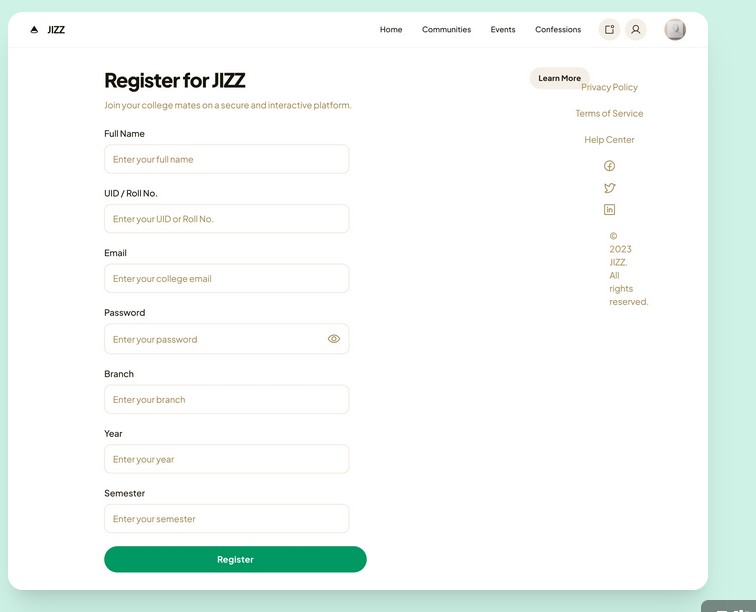 JIZZ
Home
Communities
Events
Confessions
Register for JIZZ
Join your college mates on a secure and interactive platform.
Full Name
Enter your full name
UID / Roll No.
Enter your UID or Roll No.
Email
Enter your college email
Password
Enter your password
Branch
Enter your branch
Year
Enter your year
Semester
Enter your semester
Register
Learn More
Privacy Policy
Terms of Service
Help Center
©
2023
JIZZ.
All
rights
reserved.